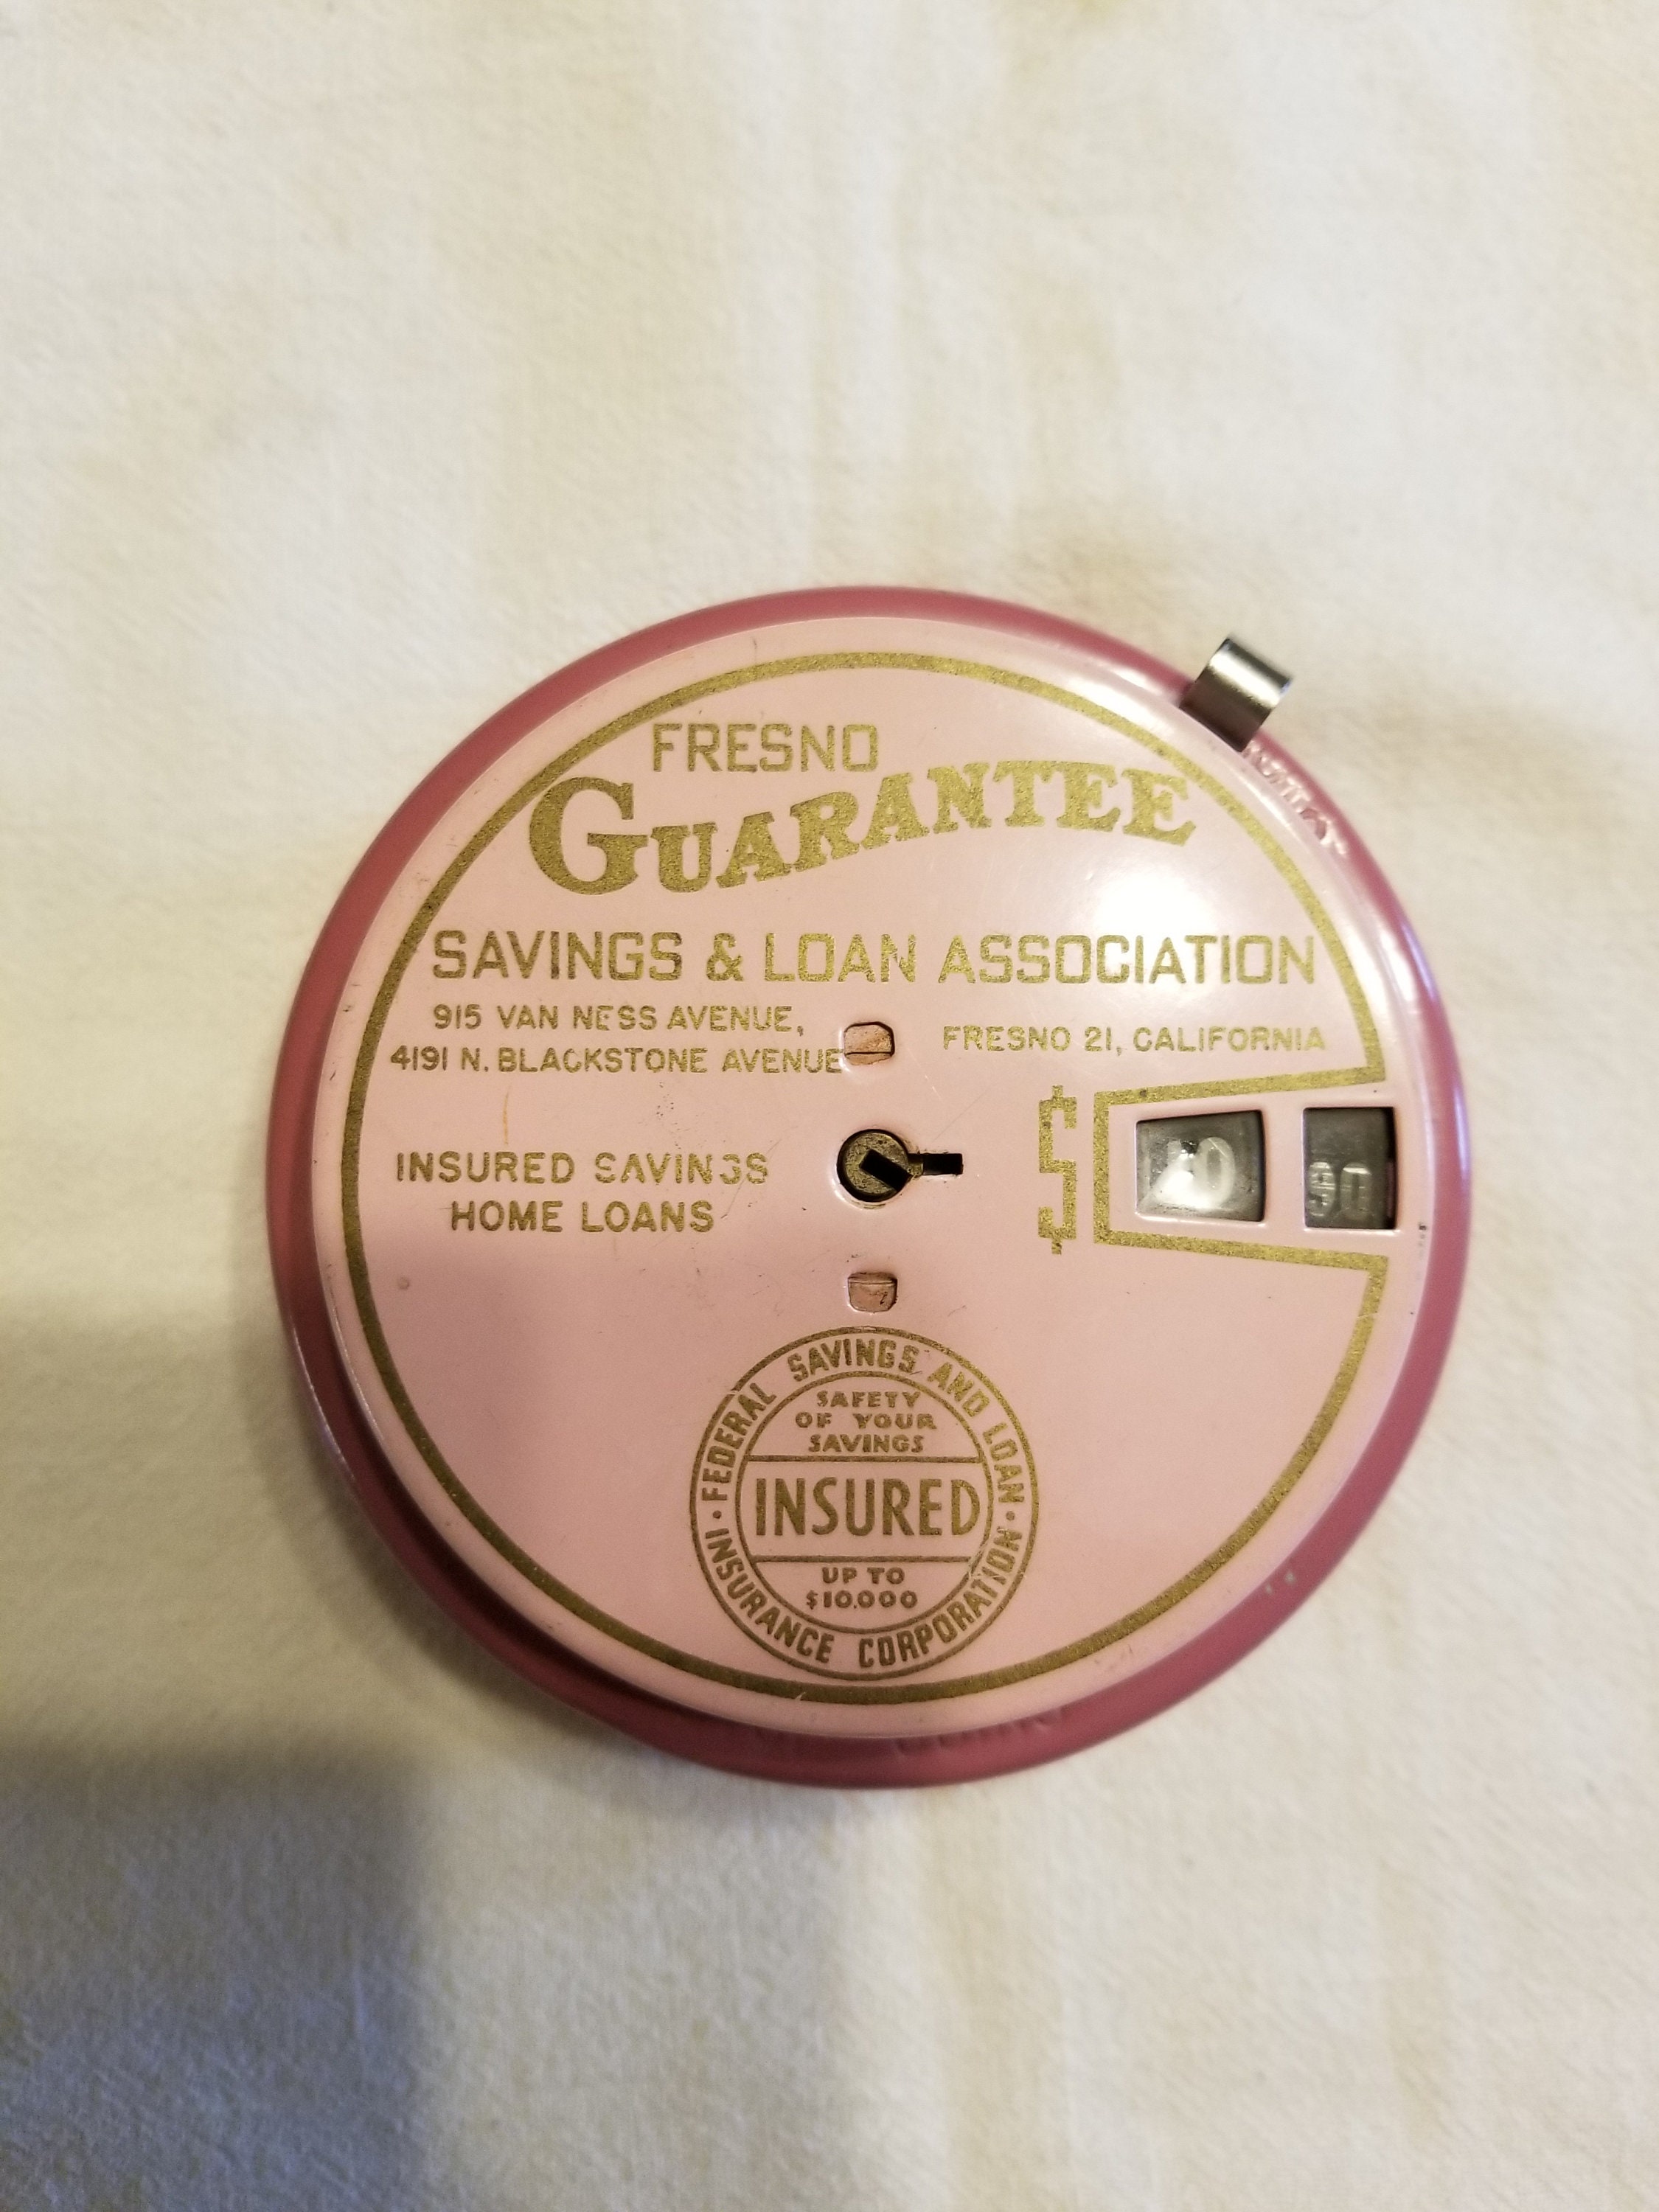 FRESNO
GUARANTEE
SAVINGS & LOAN ASSOCIATION
915 VAN NESS AVENUE,
4191 N. BLACKSTONE AVENUE
FRESNO 21, CALIFORNIA
INSURED SAVINGS
HOME LOANS
$
90
SAFETY
OF YOUR
SAVINGS
INSURED
UP TO
$10,000
· FEDERAL SAVINGS AND LOAN ·
INSURANCE CORPORATION